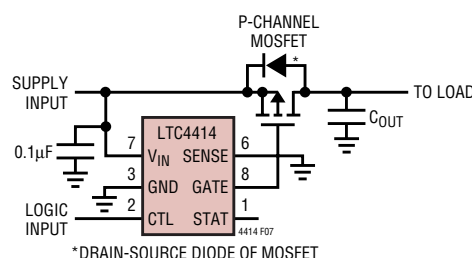 P-CHANNEL
MOSFET
*
SUPPLY
INPUT
TO LOAD
COUT
LTC4414
0.1µF
7
VIN
SENSE
6
3
GND
GATE
8
LOGIC
INPUT
2
CTL
STAT
1
4414 F07
*DRAIN-SOURCE DIODE OF MOSFET